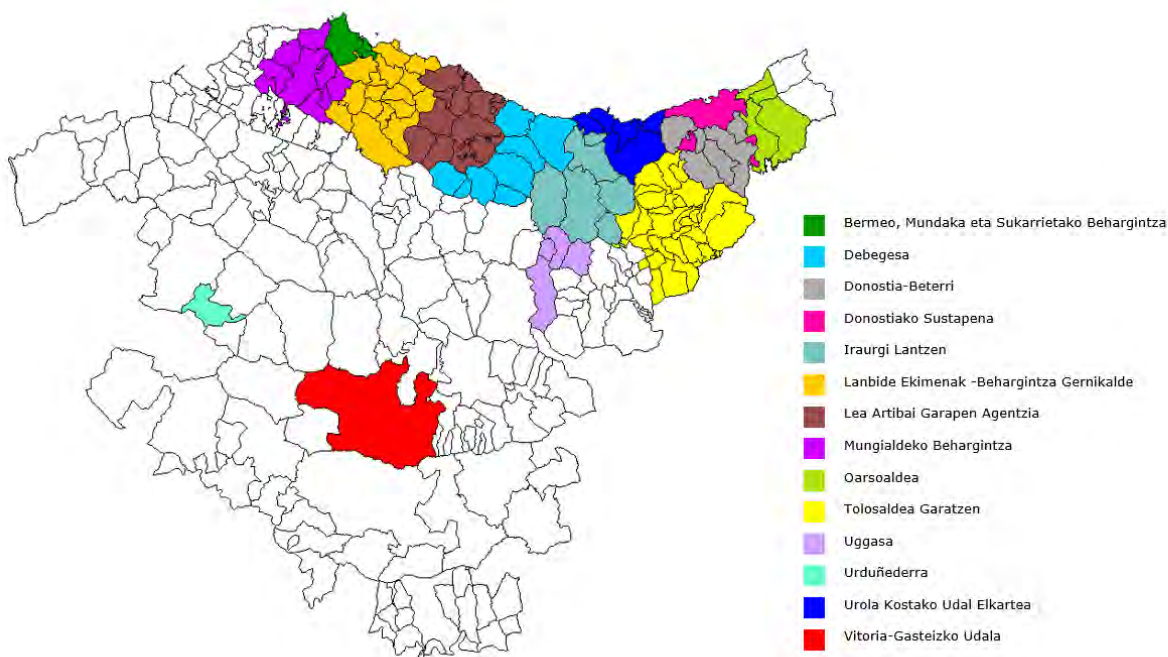 Bermeo, Mundaka eta Sukarrietako Behargintza
Debegesa
Donostia-Beterri
Donostiako Sustapena
Iraurgi Lantzen
Lanbide Ekimenak -Behargintza Gernikalde
Lea Artibai Garapen Agentzia
Mungialdeko Behargintza
Oarsoaldea
Tolosaldea Garatzen
Uggasa
Urduñederra
Urola Kostako Udal Elkartea
Vitoria-Gasteizko Udala